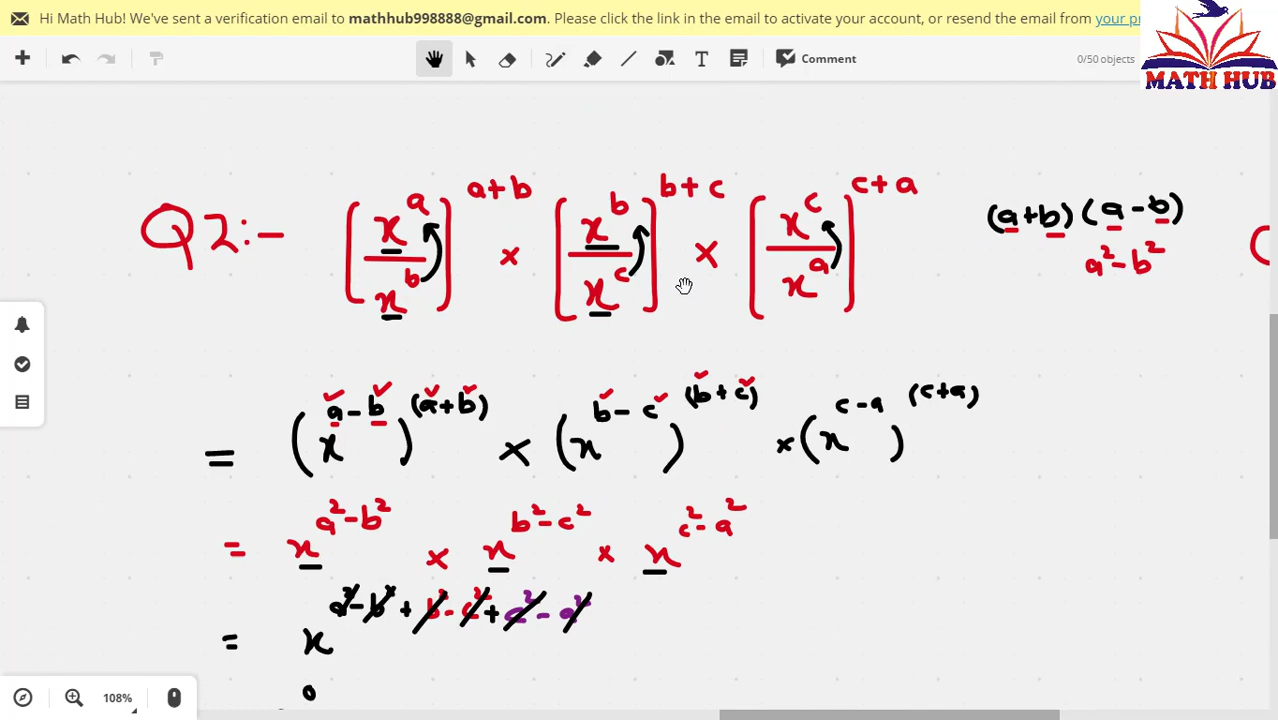 Hi Math Hub! We've sent a verification email to mathhub998888@gmail.com. Please click the link in the email to activate your account, or resend the email from your pr
Comment
0/50 objects
MATH HUB
Q2:- [x^a / x^b]^(a+b) × [x^b / x^c]^(b+c) × [x^c / x^a]^(c+a)
(a+b)(a-b)
a²-b²
= (x^(a-b))^(a+b) × (x^(b-c))^(b+c) × (x^(c-a))^(c+a)
= x^(a²-b²) × x^(b²-c²) × x^(c²-a²)
= x^(a²-b²+b²-c²+c²-a²)
108%